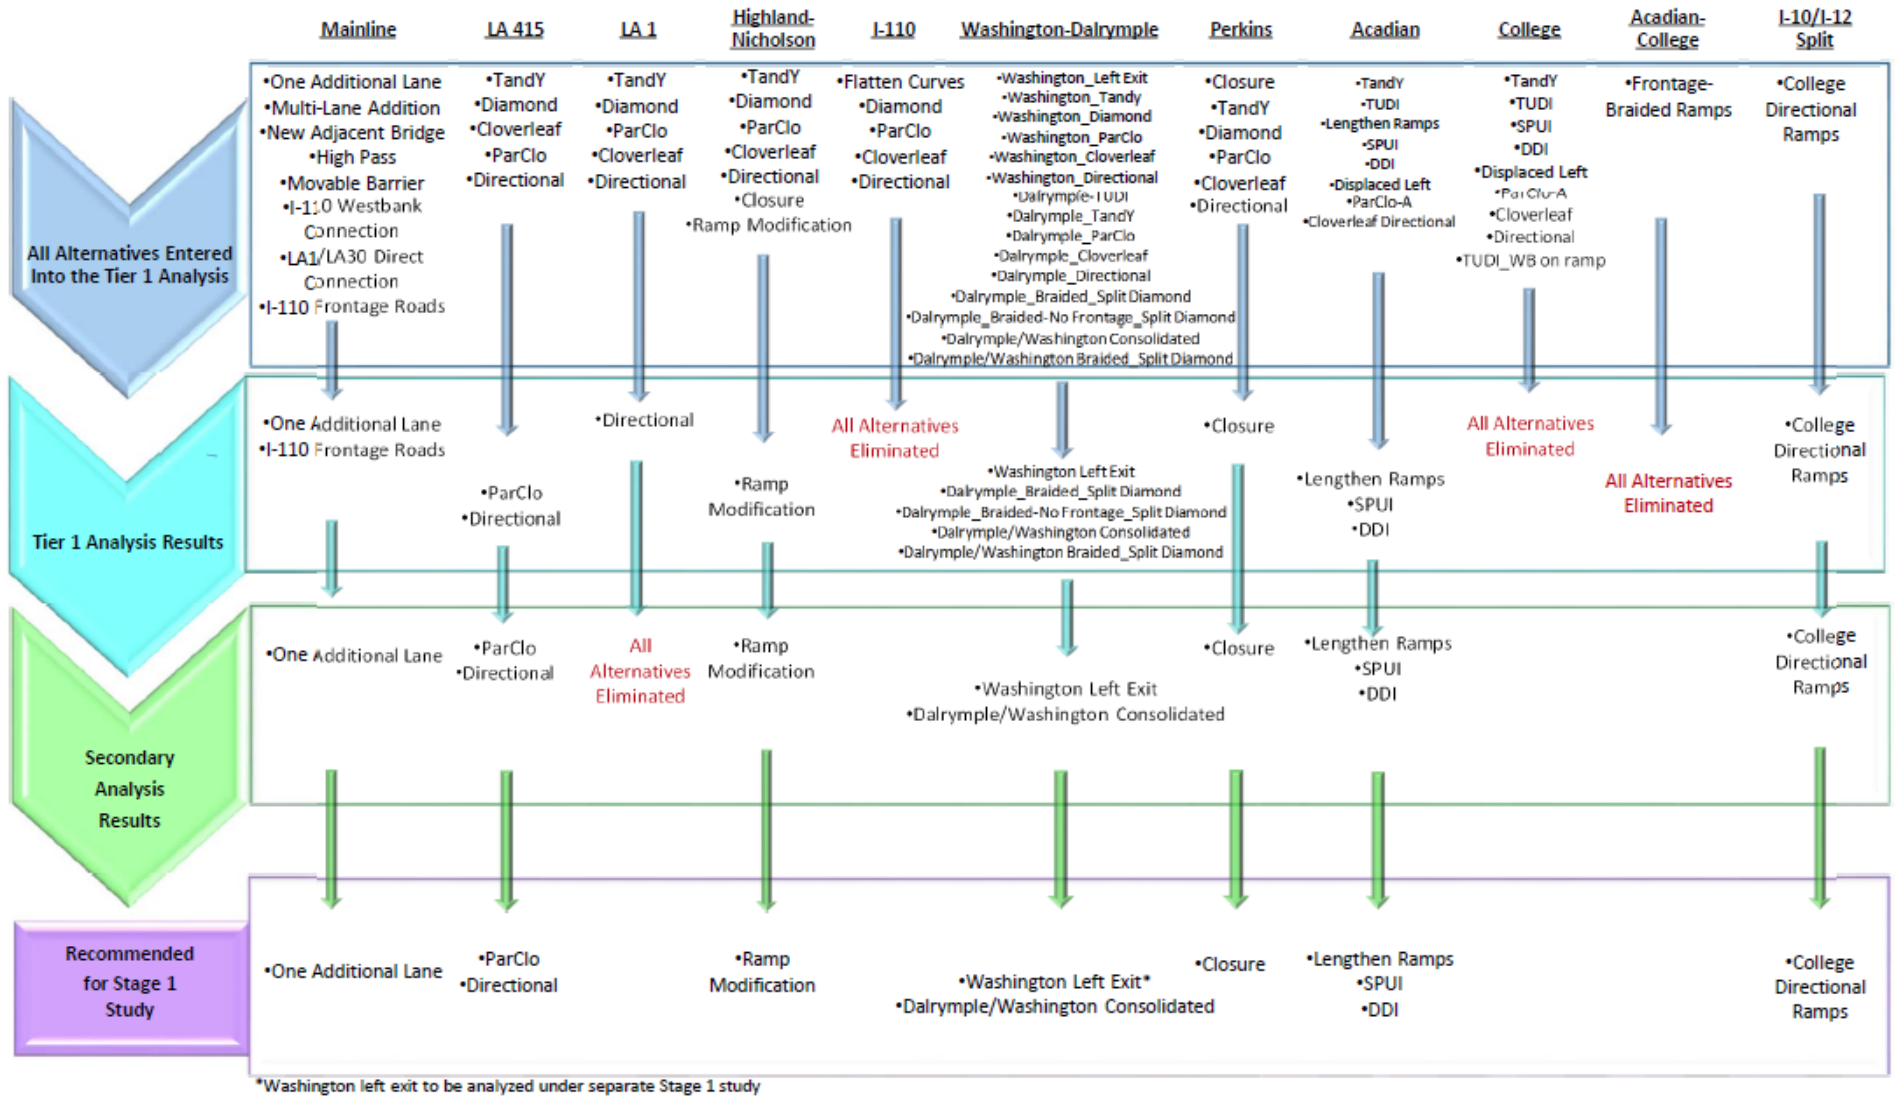 Mainline
LA 415
LA 1
Highland-
Nicholson
I-110
Washington-Dalrymple
Perkins
Acadian
College
Acadian-
College
I-10/I-12
Split
All Alternatives Entered
Into the Tier 1 Analysis
•One Additional Lane
•Multi-Lane Addition
•New Adjacent Bridge
•High Pass
•Movable Barrier
•I-110 Westbank
Connection
•LA1/LA30 Direct
Connection
•I-110 Frontage Roads
•TandY
•Diamond
•Cloverleaf
•ParClo
•Directional
•TandY
•Diamond
•ParClo
•Cloverleaf
•Directional
•TandY
•Diamond
•ParClo
•Cloverleaf
•Directional
•Closure
•Ramp Modification
•Flatten Curves
•Diamond
•ParClo
•Cloverleaf
•Directional
•Washington_Left Exit
•Washington_Tandy
•Washington_Diamond
•Washington_ParClo
•Washington_Cloverleaf
•Washington_Directional
•Dalrymple-TUDI
•Dalrymple_TandY
•Dalrymple_ParClo
•Dalrymple_Cloverleaf
•Dalrymple_Directional
•Dalrymple_Braided_Split Diamond
•Dalrymple_Braided-No Frontage_Split Diamond
•Dalrymple/Washington Consolidated
•Dalrymple/Washington Braided_Split Diamond
•Closure
•TandY
•Diamond
•ParClo
•Cloverleaf
•Directional
•TandY
•TUDI
•Lengthen Ramps
•SPUI
•DDI
•Displaced Left
•ParClo-A
•Cloverleaf Directional
•TandY
•TUDI
•SPUI
•DDI
•Displaced Left
•ParClo-A
•Cloverleaf
•Directional
•TUDI_WB on ramp
•Frontage-
Braided Ramps
•College
Directional
Ramps
Tier 1 Analysis Results
•One Additional Lane
•I-110 Frontage Roads
•ParClo
•Directional
•Directional
•Ramp
Modification
All Alternatives
Eliminated
•Washington Left Exit
•Dalrymple_Braided_Split Diamond
•Dalrymple_Braided-No Frontage_Split Diamond
•Dalrymple/Washington Consolidated
•Dalrymple/Washington Braided_Split Diamond
•Closure
•Lengthen Ramps
•SPUI
•DDI
All Alternatives
Eliminated
All Alternatives
Eliminated
•College
Directional
Ramps
Secondary
Analysis
Results
•One Additional Lane
•ParClo
•Directional
All
Alternatives
Eliminated
•Ramp
Modification
•Washington Left Exit
•Dalrymple/Washington Consolidated
•Closure
•Lengthen Ramps
•SPUI
•DDI
•College
Directional
Ramps
Recommended
for Stage 1
Study
•One Additional Lane
•ParClo
•Directional
•Ramp
Modification
•Washington Left Exit*
•Dalrymple/Washington Consolidated
•Closure
•Lengthen Ramps
•SPUI
•DDI
•College
Directional
Ramps
*Washington left exit to be analyzed under separate Stage 1 study